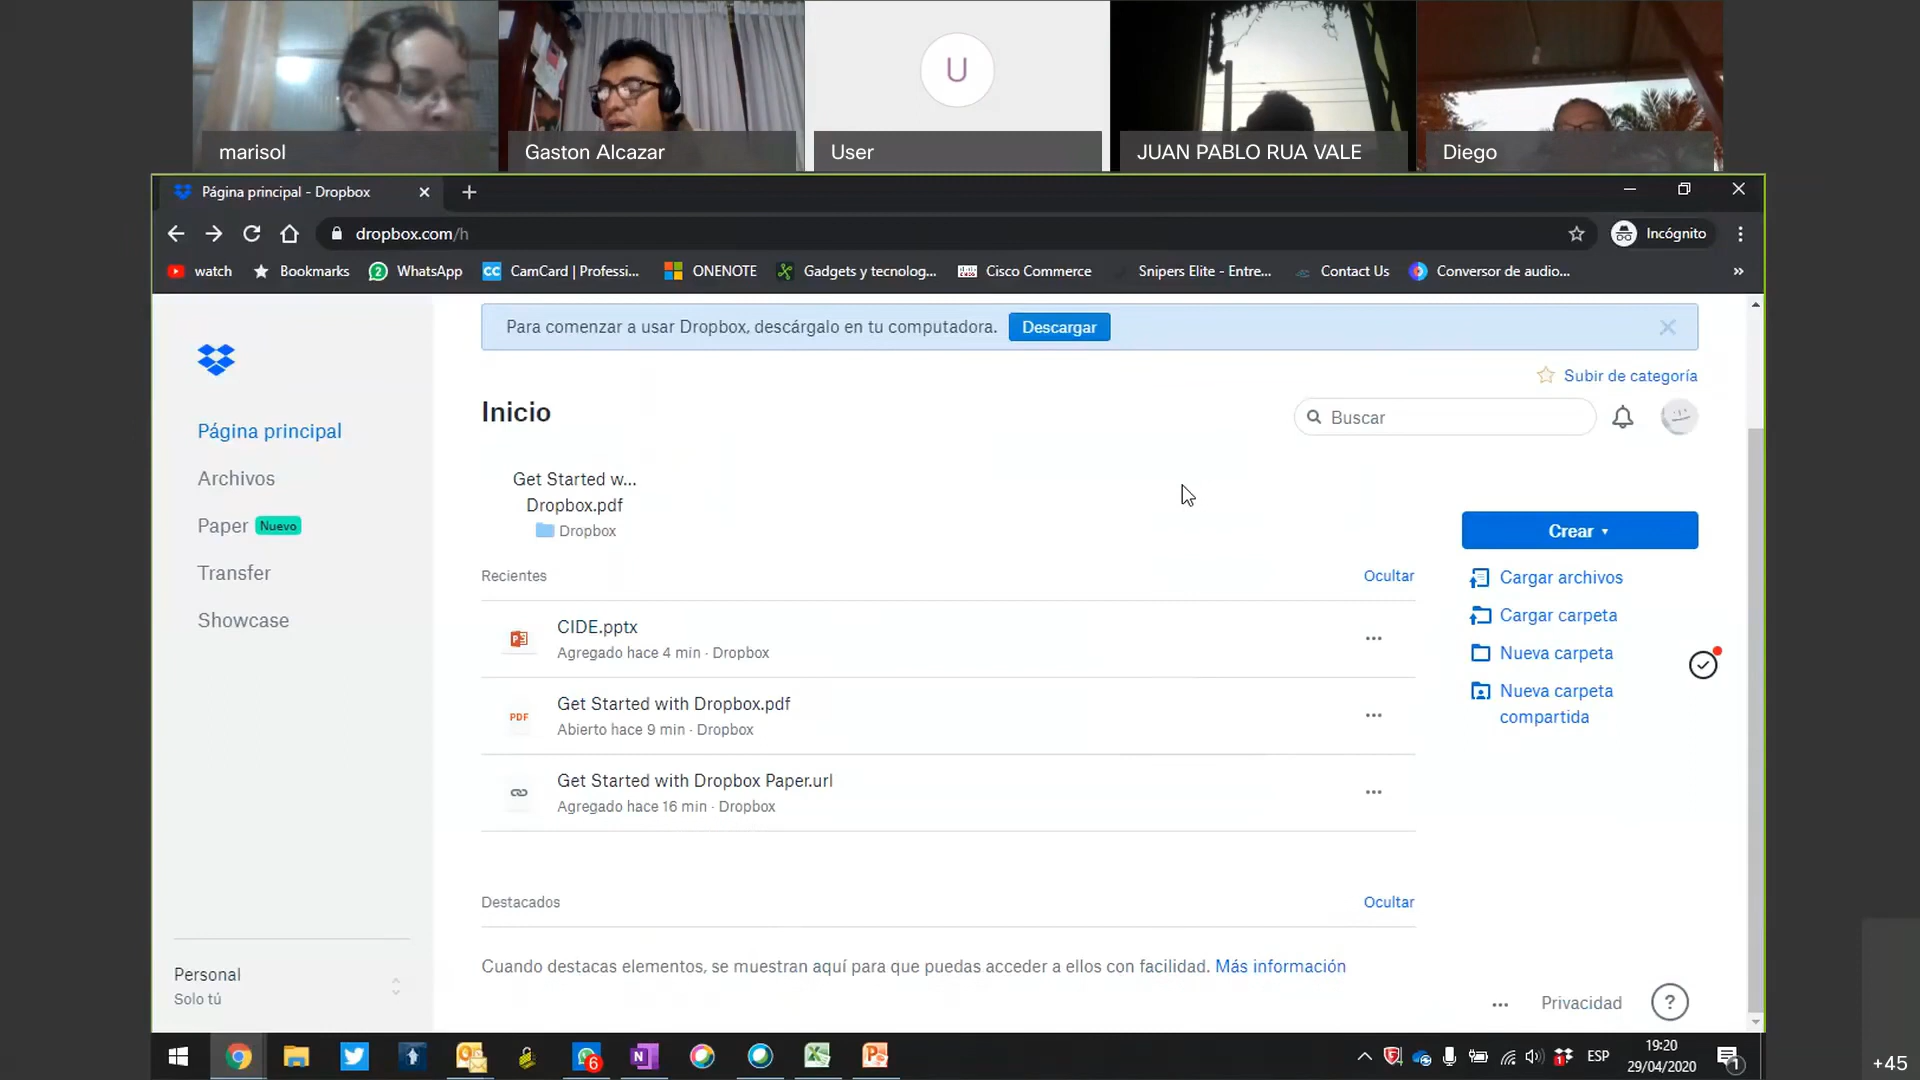 marisol
Gaston Alcazar
U
User
JUAN PABLO RUA VALE
Diego
Página principal - Dropbox
dropbox.com/h
Incógnito
watch
Bookmarks
2
WhatsApp
CC
CamCard | Professi...
ONENOTE
Gadgets y tecnolog...
Cisco Commerce
Snipers Elite - Entre...
Contact Us
Conversor de audio...
»
Para comenzar a usar Dropbox, descárgalo en tu computadora.
Descargar
Subir de categoría
Inicio
Buscar
Página principal
Archivos
Paper Nuevo
Transfer
Showcase
Get Started w...
Dropbox.pdf
Dropbox
Crear
Recientes
Ocultar
Cargar archivos
Cargar carpeta
Nueva carpeta
Nueva carpeta
compartida
CIDE.pptx
Agregado hace 4 min · Dropbox
...
PDF
Get Started with Dropbox.pdf
Abierto hace 9 min · Dropbox
...
Get Started with Dropbox Paper.url
Agregado hace 16 min · Dropbox
...
Destacados
Ocultar
Cuando destacas elementos, se muestran aquí para que puedas acceder a ellos con facilidad. Más información
Personal
Solo tú
...
Privacidad
?
6
N
ESP
19:20
29/04/2020
1
+45